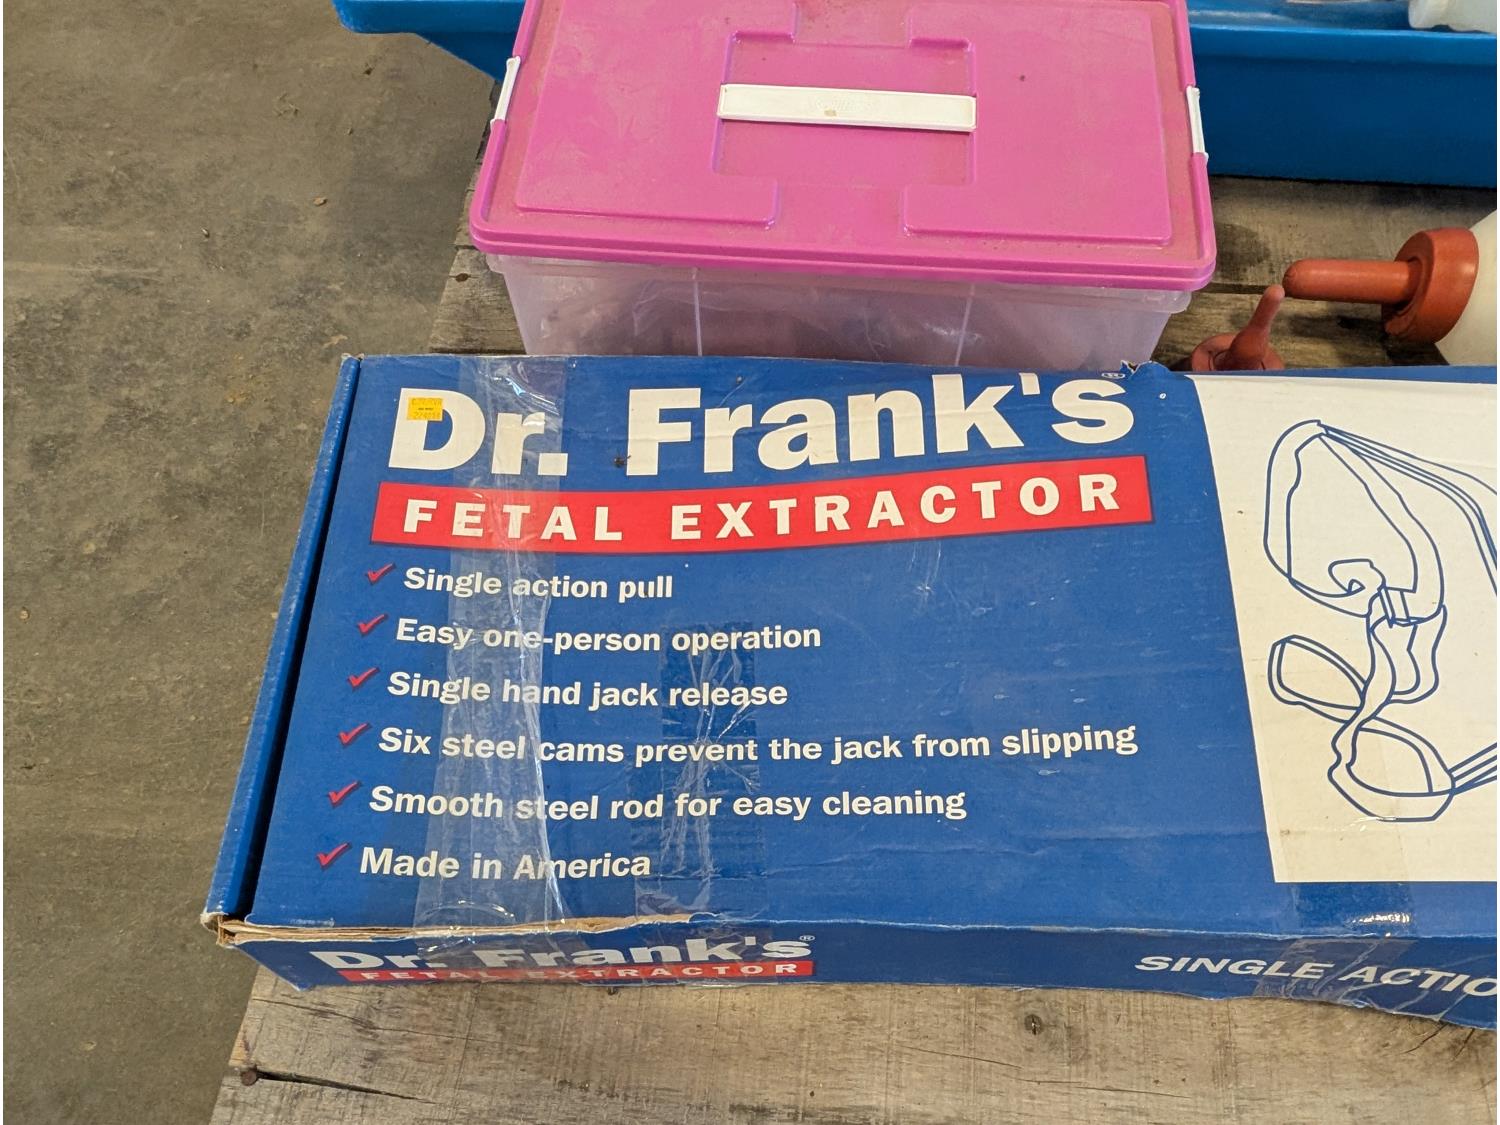 Dr. Frank's®
FETAL EXTRACTOR
Single action pull
Easy one-person operation
Single hand jack release
Six steel cams prevent the jack from slipping
Smooth steel rod for easy cleaning
Made in America
Dr. Frank's®
FETAL EXTRACTOR
SINGLE ACTIO